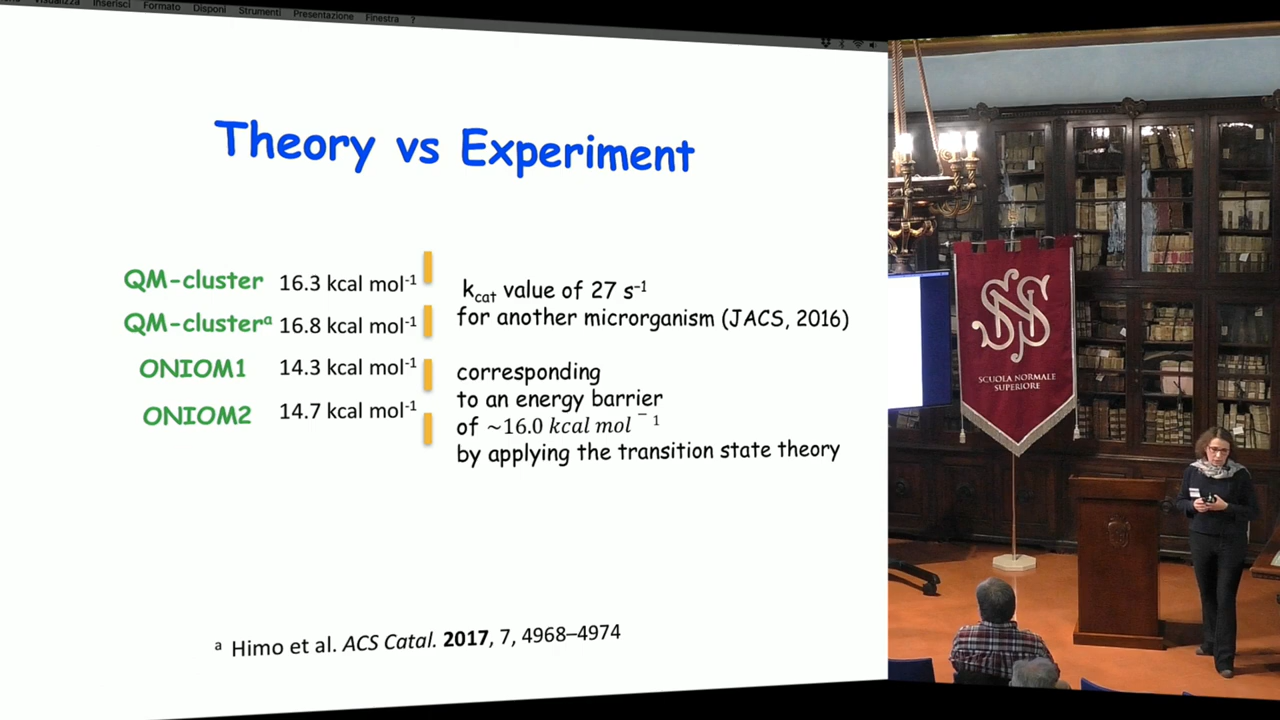 Visualizza Inserisci Formato Disponi Strumenti Presentazione Finestra ?
Theory vs Experiment
QM-cluster 16.3 kcal mol-1
QM-clusterᵃ 16.8 kcal mol-1
ONIOM1 14.3 kcal mol-1
ONIOM2 14.7 kcal mol-1
kcat value of 27 s–1
for another microrganism (JACS, 2016)
corresponding
to an energy barrier
of ~16.0 kcal mol⁻¹
by applying the transition state theory
ᵃ Himo et al. ACS Catal. 2017, 7, 4968–4974
SNS
SCUOLA NORMALE
SUPERIORE